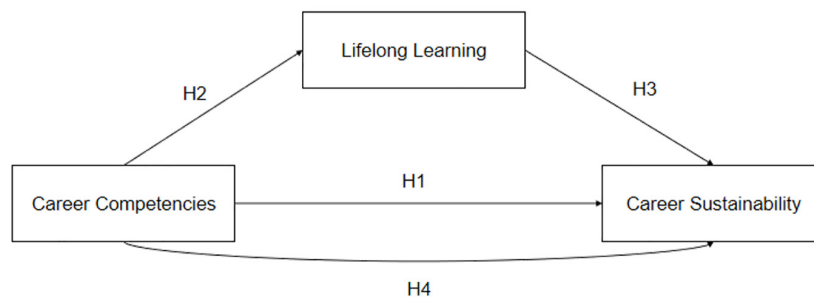 Lifelong Learning
H2
H3
Career Competencies
H1
Career Sustainability
H4